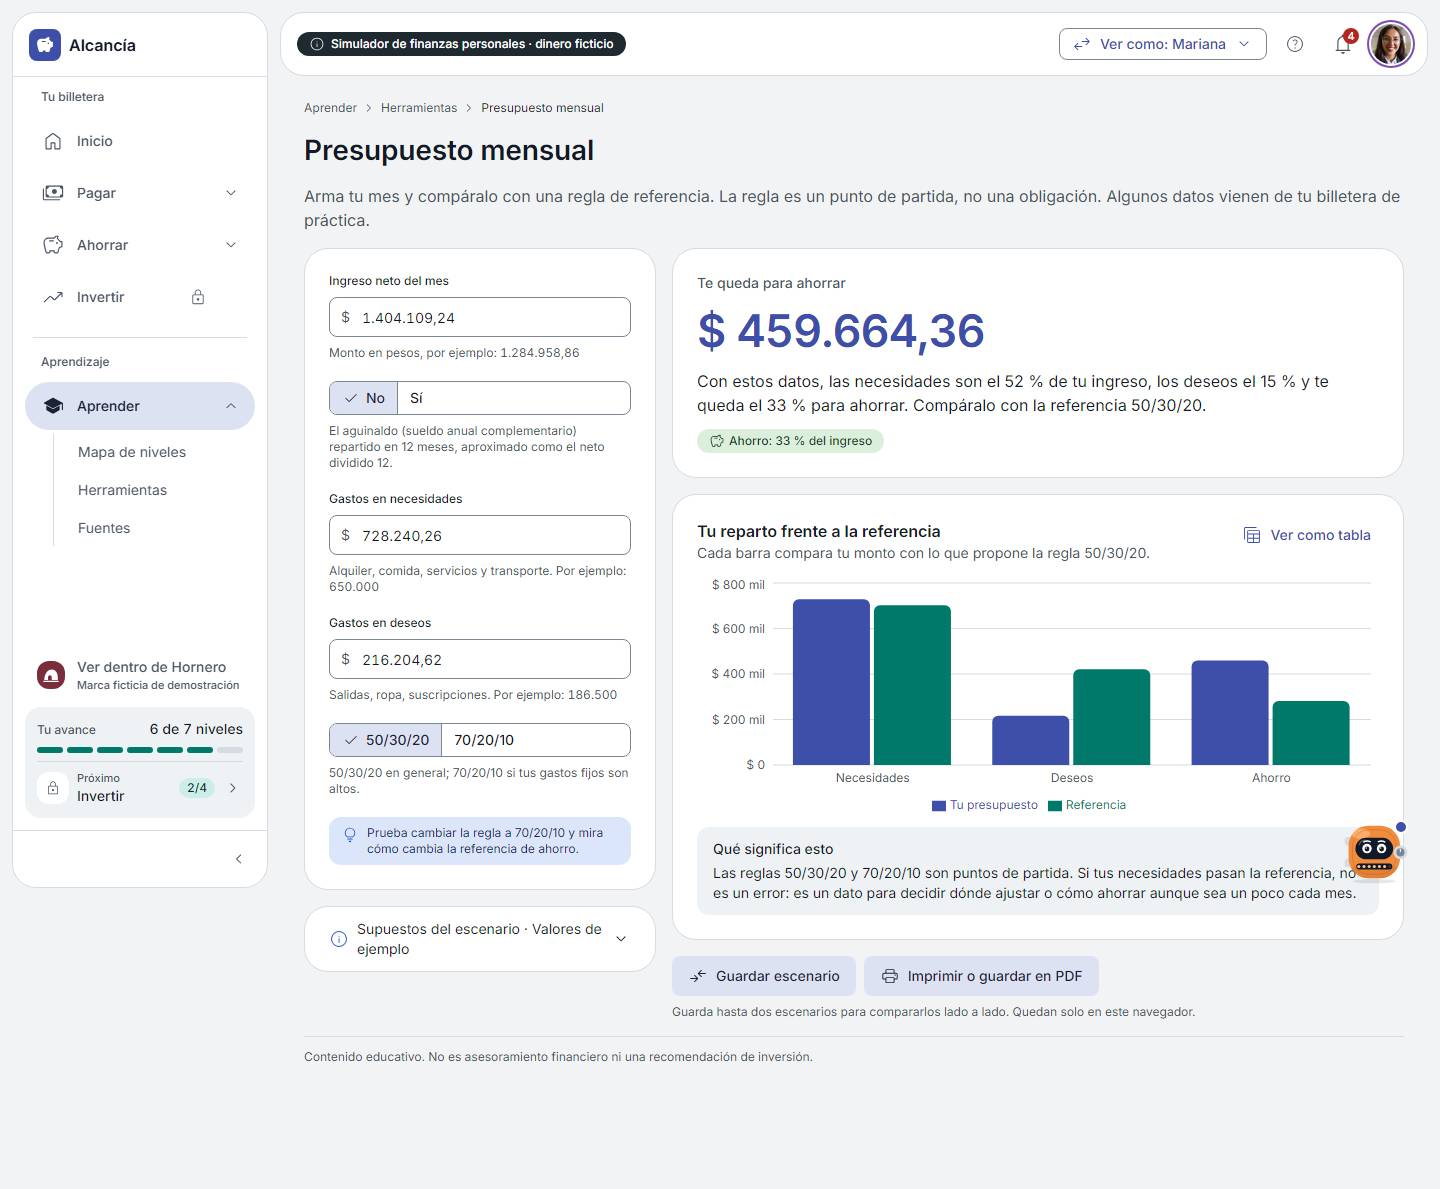 Alcancía
Simulador de finanzas personales · dinero ficticio
Ver como: Mariana
4
Tu billetera
Inicio
Pagar
Ahorrar
Invertir
Aprendizaje
Aprender
Mapa de niveles
Herramientas
Fuentes
Ver dentro de Hornero
Marca ficticia de demostración
Tu avance
6 de 7 niveles
Próximo
Invertir
2/4
Aprender > Herramientas > Presupuesto mensual
Presupuesto mensual
Arma tu mes y compáralo con una regla de referencia. La regla es un punto de partida, no una obligación. Algunos datos vienen de tu billetera de
práctica.
Ingreso neto del mes
$ 1.404.109,24
Monto en pesos, por ejemplo: 1.284.958,86
No
Sí
El aguinaldo (sueldo anual complementario)
repartido en 12 meses, aproximado como el neto
dividido 12.
Gastos en necesidades
$ 728.240,26
Alquiler, comida, servicios y transporte. Por ejemplo:
650.000
Gastos en deseos
$ 216.204,62
Salidas, ropa, suscripciones. Por ejemplo: 186.500
50/30/20
70/20/10
50/30/20 en general; 70/20/10 si tus gastos fijos son
altos.
Prueba cambiar la regla a 70/20/10 y mira
cómo cambia la referencia de ahorro.
Supuestos del escenario · Valores de
ejemplo
Te queda para ahorrar
$ 459.664,36
Con estos datos, las necesidades son el 52 % de tu ingreso, los deseos el 15 % y te
queda el 33 % para ahorrar. Compáralo con la referencia 50/30/20.
Ahorro: 33 % del ingreso
Tu reparto frente a la referencia
Ver como tabla
Cada barra compara tu monto con lo que propone la regla 50/30/20.
$ 800 mil
$ 600 mil
$ 400 mil
$ 200 mil
$ 0
Necesidades
Deseos
Ahorro
Tu presupuesto
Referencia
Qué significa esto
Las reglas 50/30/20 y 70/20/10 son puntos de partida. Si tus necesidades pasan la referencia, no
es un error: es un dato para decidir dónde ajustar o cómo ahorrar aunque sea un poco cada mes.
Guardar escenario
Imprimir o guardar en PDF
Guarda hasta dos escenarios para compararlos lado a lado. Quedan solo en este navegador.
Contenido educativo. No es asesoramiento financiero ni una recomendación de inversión.